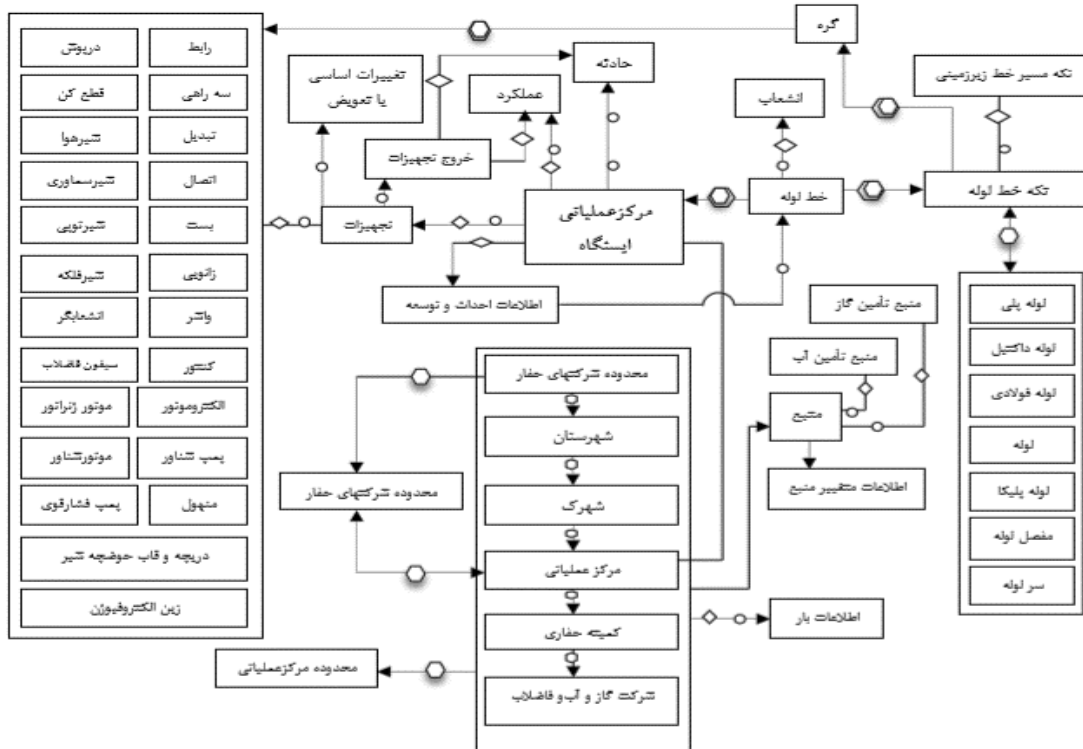 گره
رابط
درپوش
سه راهی
قطع کن
تبدیل
شیرهوا
اتصال
شیرسماوری
بست
شیرتوپی
زانویی
شیرفلکه
واشر
انشعابگر
کنتور
سیفون فاضلاب
الکتروموتور
موتور ژنراتور
پمپ شناور
موتورشناور
منهول
پمپ فشارقوی
دریچه و قاب حوضچه شیر
زین الکتروفیوژن
تغییرات اساسی
یا تعویض
حادثه
عملکرد
خروج تجهیزات
تجهیزات
مرکزعملیاتی
ایستگاه
اطلاعات احداث و توسعه
انشعاب
خط لوله
تکه مسیر خط زیرزمینی
تکه خط لوله
لوله پلی
لوله داکتیل
لوله فولادی
لوله
لوله پلیکا
مفصل لوله
سر لوله
منبع تأمین گاز
منبع تأمین آب
منبع
اطلاعات متغییر منبع
اطلاعات بار
محدوده شرکتهای حفار
شهرستان
شهرک
مرکز عملیاتی
کمیته حفاری
شرکت گاز و آب‌و فاضلاب
محدوده شرکتهای حفار
محدوده مرکزعملیاتی